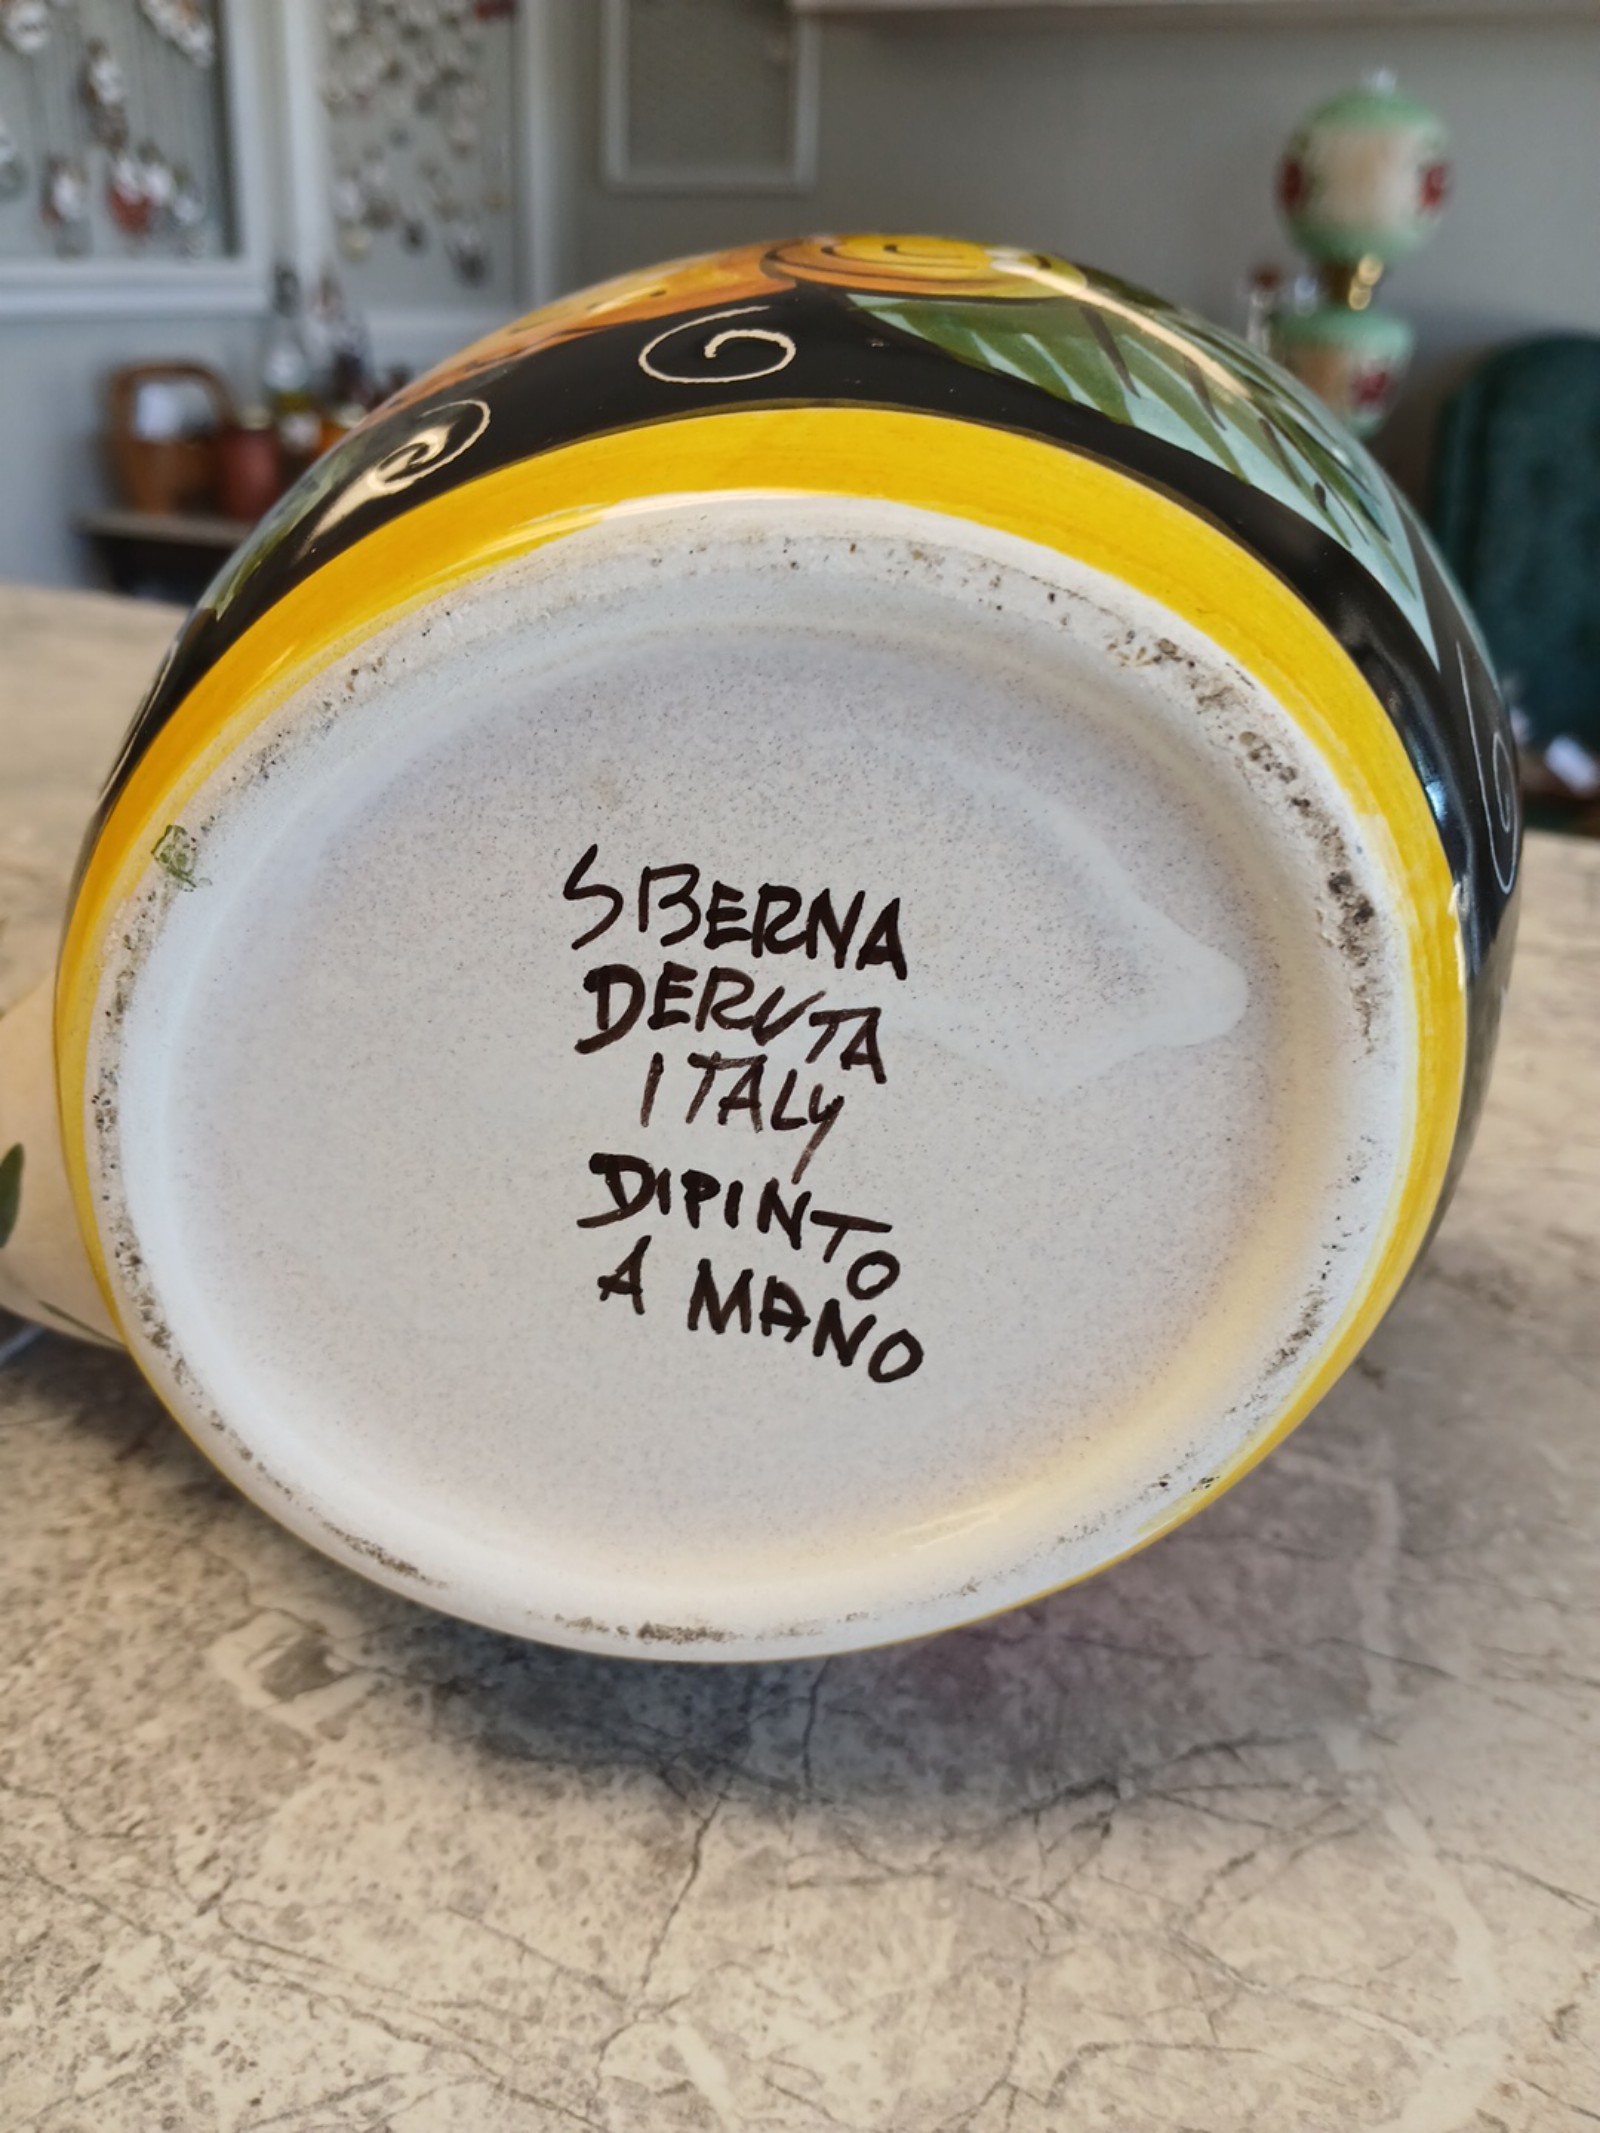 SBERNA
DERUTA
ITALY
DIPINTO
A MANO